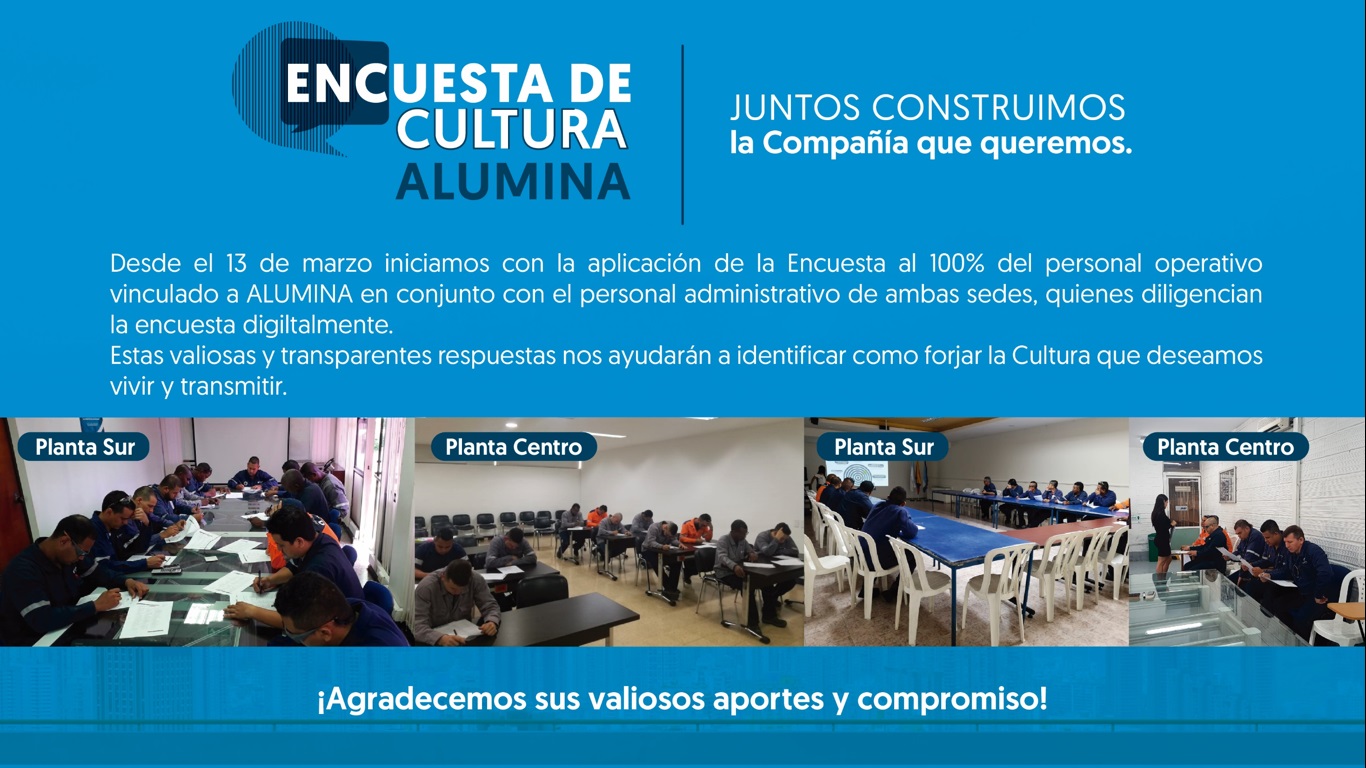 ENCUESTA DE
CULTURA
ALUMINA
JUNTOS CONSTRUIMOS
la Compañía que queremos.
Desde el 13 de marzo iniciamos con la aplicación de la Encuesta al 100% del personal operativo
vinculado a ALUMINA en conjunto con el personal administrativo de ambas sedes, quienes diligencian
la encuesta digiltalmente.
Estas valiosas y transparentes respuestas nos ayudarán a identificar como forjar la Cultura que deseamos
vivir y transmitir.
Planta Sur
Planta Centro
Planta Sur
Planta Centro
¡Agradecemos sus valiosos aportes y compromiso!